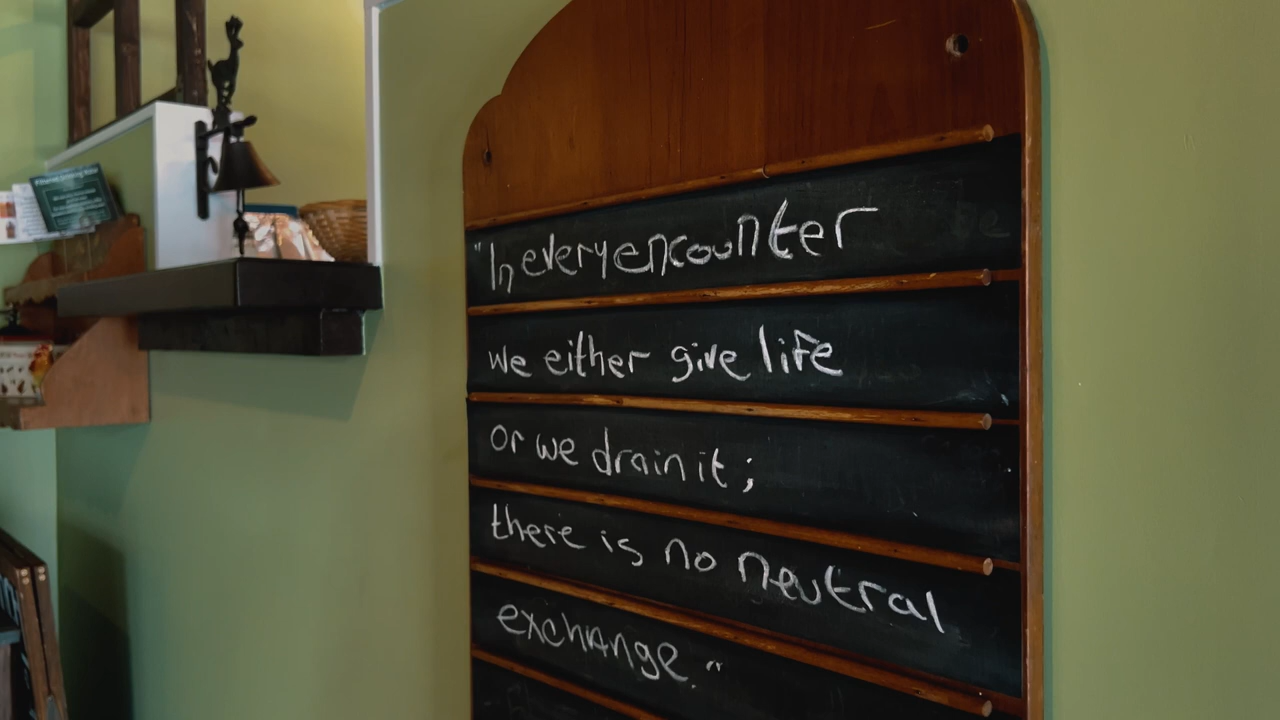 "In every encounter
we either give life
or we drain it;
there is no neutral
exchange."